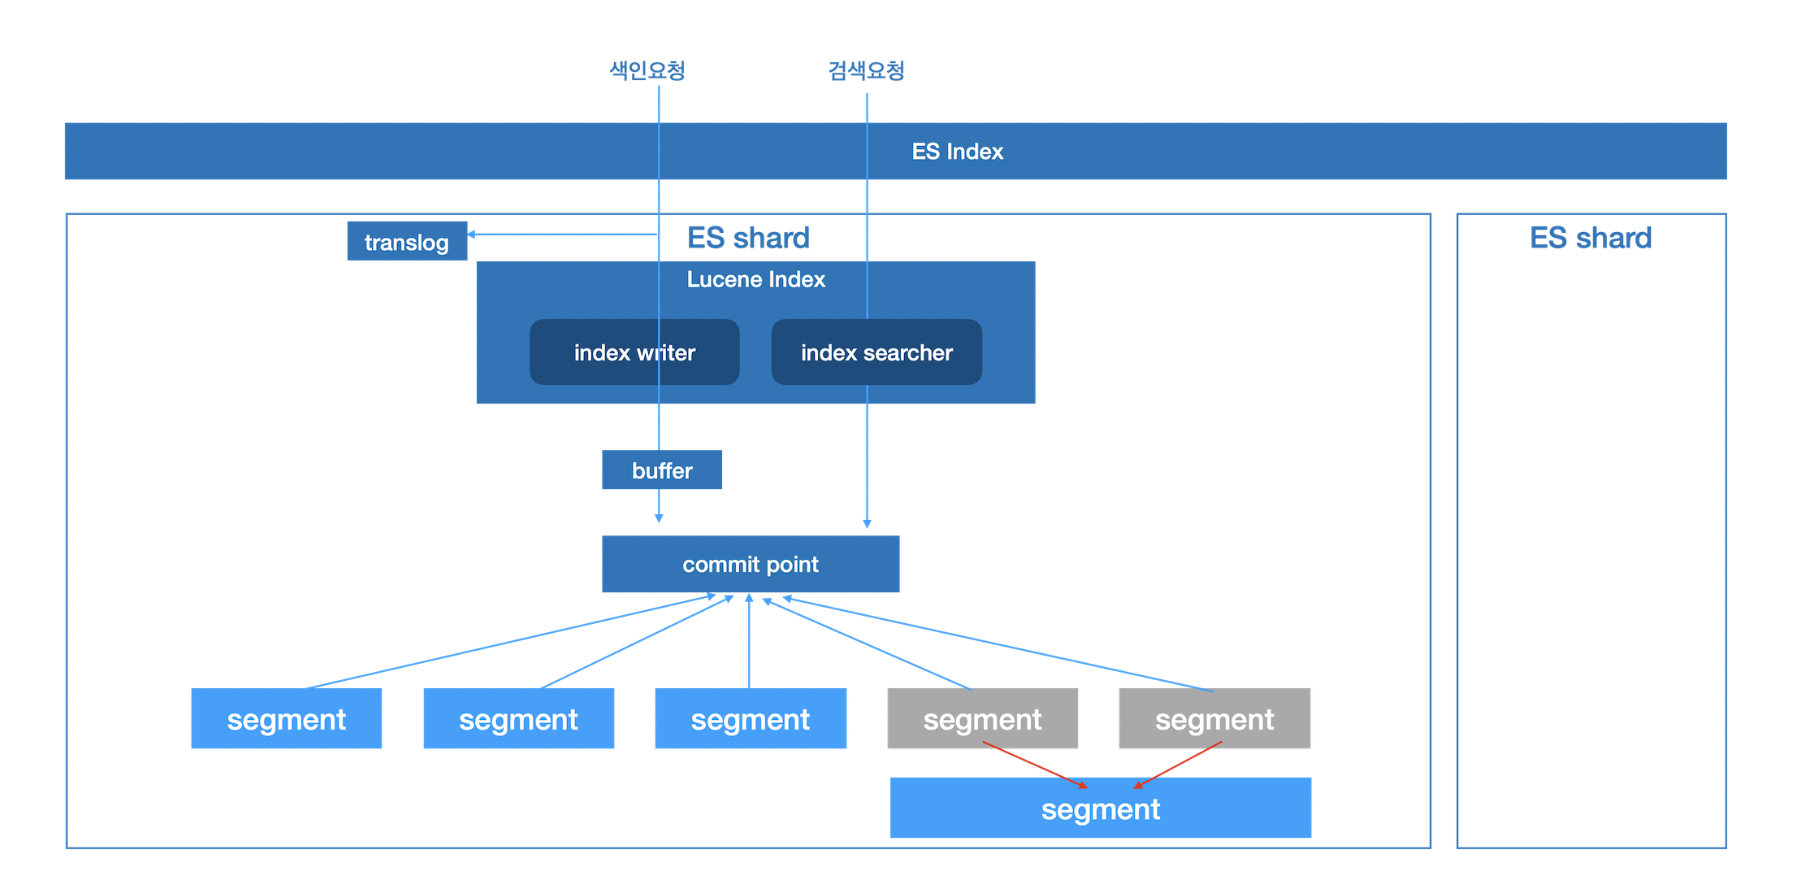 색인요청
검색요청
ES Index
translog
ES shard
ES shard
Lucene Index
index writer
index searcher
buffer
commit point
segment
segment
segment
segment
segment
segment